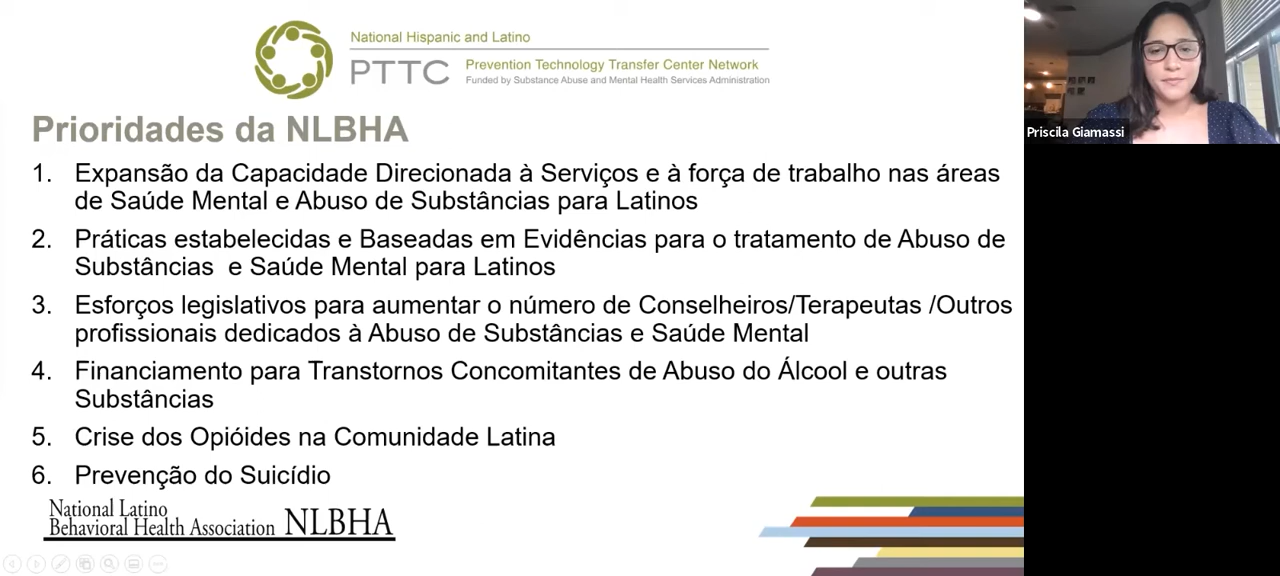 National Hispanic and Latino
PTTC
Prevention Technology Transfer Center Network
Funded by Substance Abuse and Mental Health Services Administration
Prioridades da NLBHA
1. Expansão da Capacidade Direcionada à Serviços e à força de trabalho nas áreas
de Saúde Mental e Abuso de Substâncias para Latinos
2. Práticas estabelecidas e Baseadas em Evidências para o tratamento de Abuso de
Substâncias e Saúde Mental para Latinos
3. Esforços legislativos para aumentar o número de Conselheiros/Terapeutas /Outros
profissionais dedicados à Abuso de Substâncias e Saúde Mental
4. Financiamento para Transtornos Concomitantes de Abuso do Álcool e outras
Substâncias
5. Crise dos Opióides na Comunidade Latina
6. Prevenção do Suicídio
National Latino
Behavioral Health Association NLBHA
Priscila Giamassi